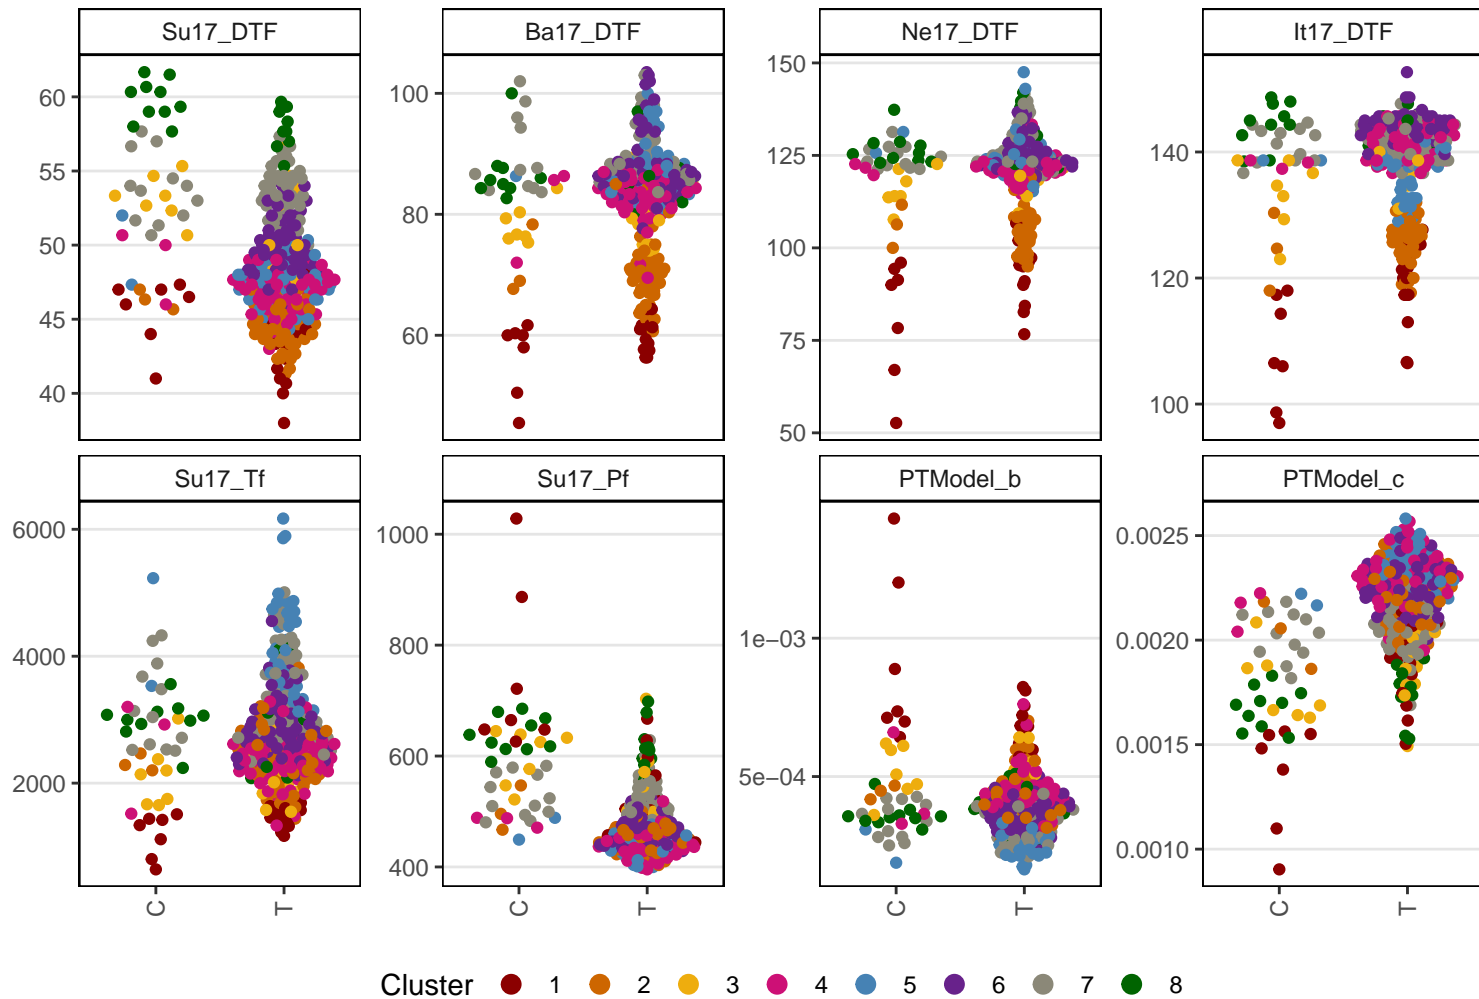 Su17_DTF
Ba17_DTF
Ne17_DTF
It17_DTF
60
55
50
45
40
100
80
60
150
125
100
75
50
140
120
100
Su17_Tf
Su17_Pf
PTModel_b
PTModel_c
6000
4000
2000
1000
800
600
400
1e−03
5e−04
0.0025
0.0020
0.0015
0.0010
C
T
C
T
C
T
C
T
Cluster 1 2 3 4 5 6 7 8